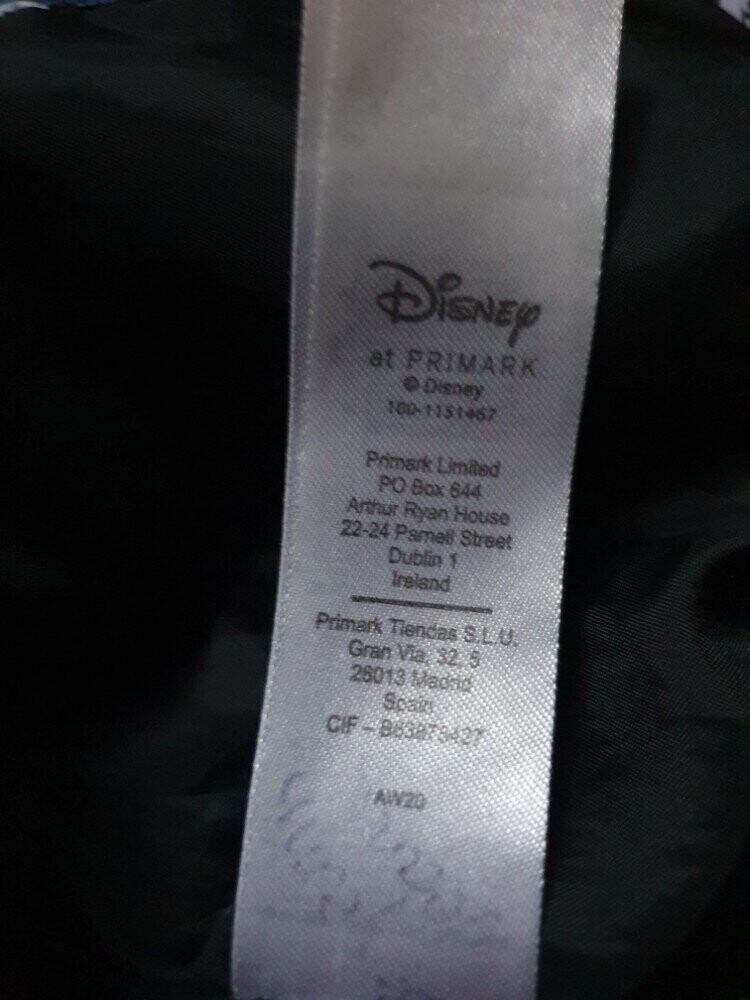 Disney
at PRIMARK
© Disney
100-1151467
Primark Limited
PO Box 644
Arthur Ryan House
22-24 Parnell Street
Dublin 1
Ireland
Primark Tiendas S.L.U.
Gran Via, 32, 5
28013 Madrid
Spain
CIF – B63876427
AW20